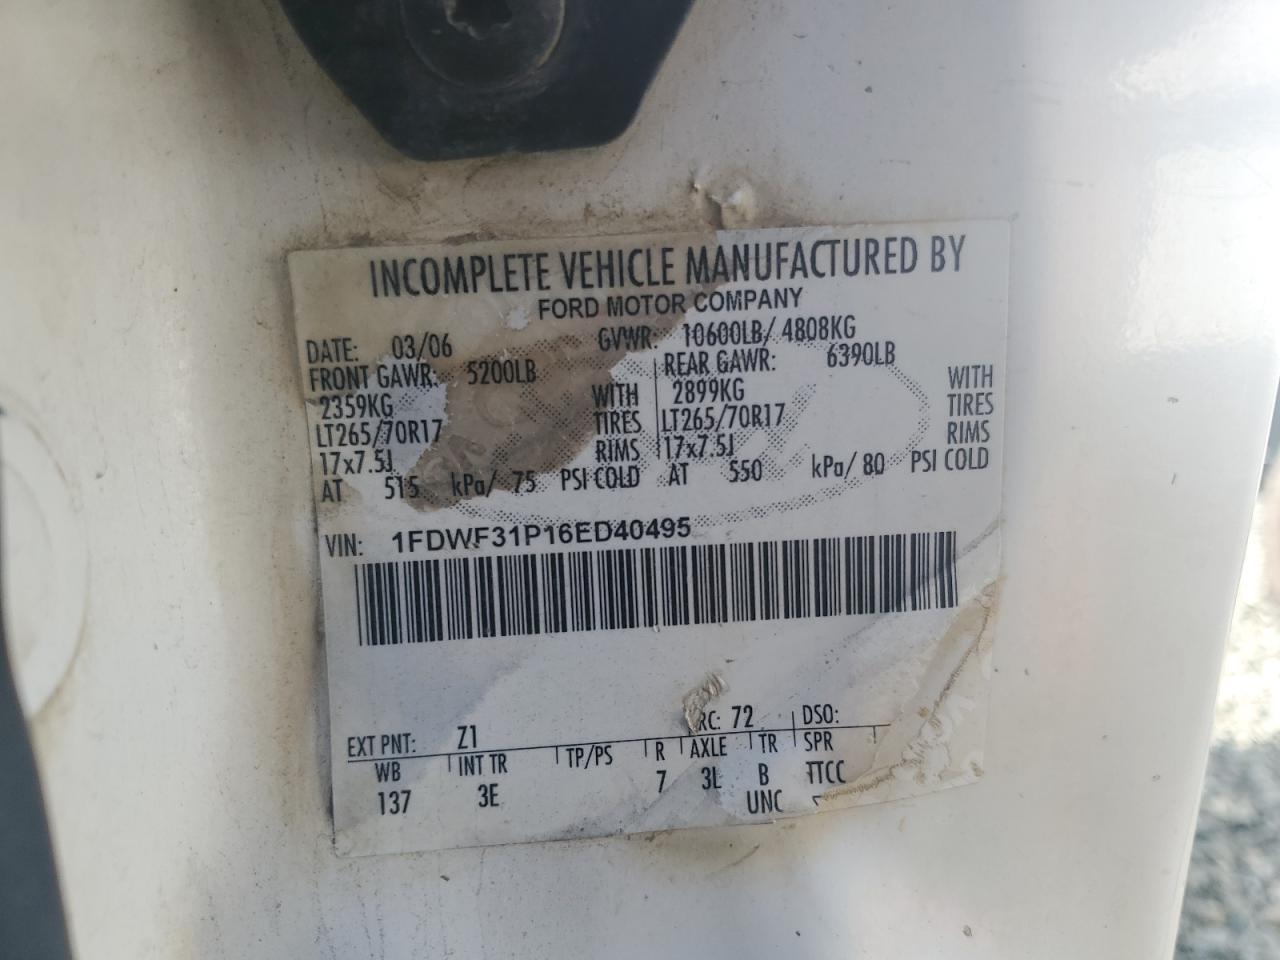 INCOMPLETE VEHICLE MANUFACTURED BY
FORD MOTOR COMPANY
DATE: 03/06 GVWR: 10600LB/ 4808KG
FRONT GAWR: 5200LB REAR GAWR: 6390LB
2359KG WITH 2899KG WITH
LT265/70R17 TIRES LT265/70R17 TIRES
17x7.5J RIMS 17x7.5J RIMS
AT 515 kPa/ 75 PSI COLD AT 550 kPa/ 80 PSI COLD
VIN: 1FDWF31P16ED40495
EXT PNT: Z1 RC: 72 DSO:
WB INT TR TP/PS R AXLE TR SPR
137 3E 7 3L B TTCC
UNC